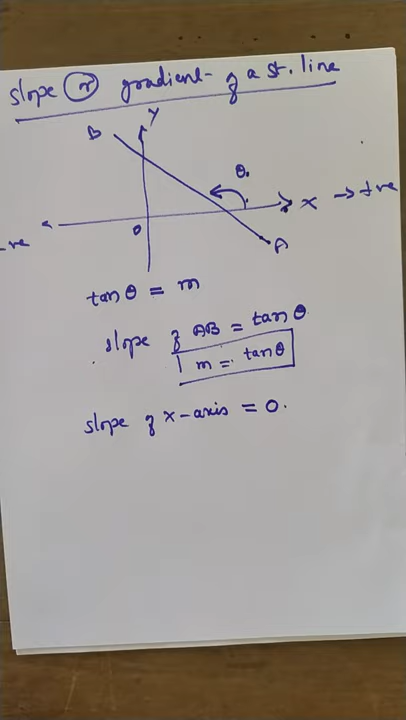 slope or gradient of a st. line
Y
B
θ.
X → +ve
-ve
O
A
tan θ = m
slope of AB = tan θ
m = tan θ
slope of x-axis = 0.